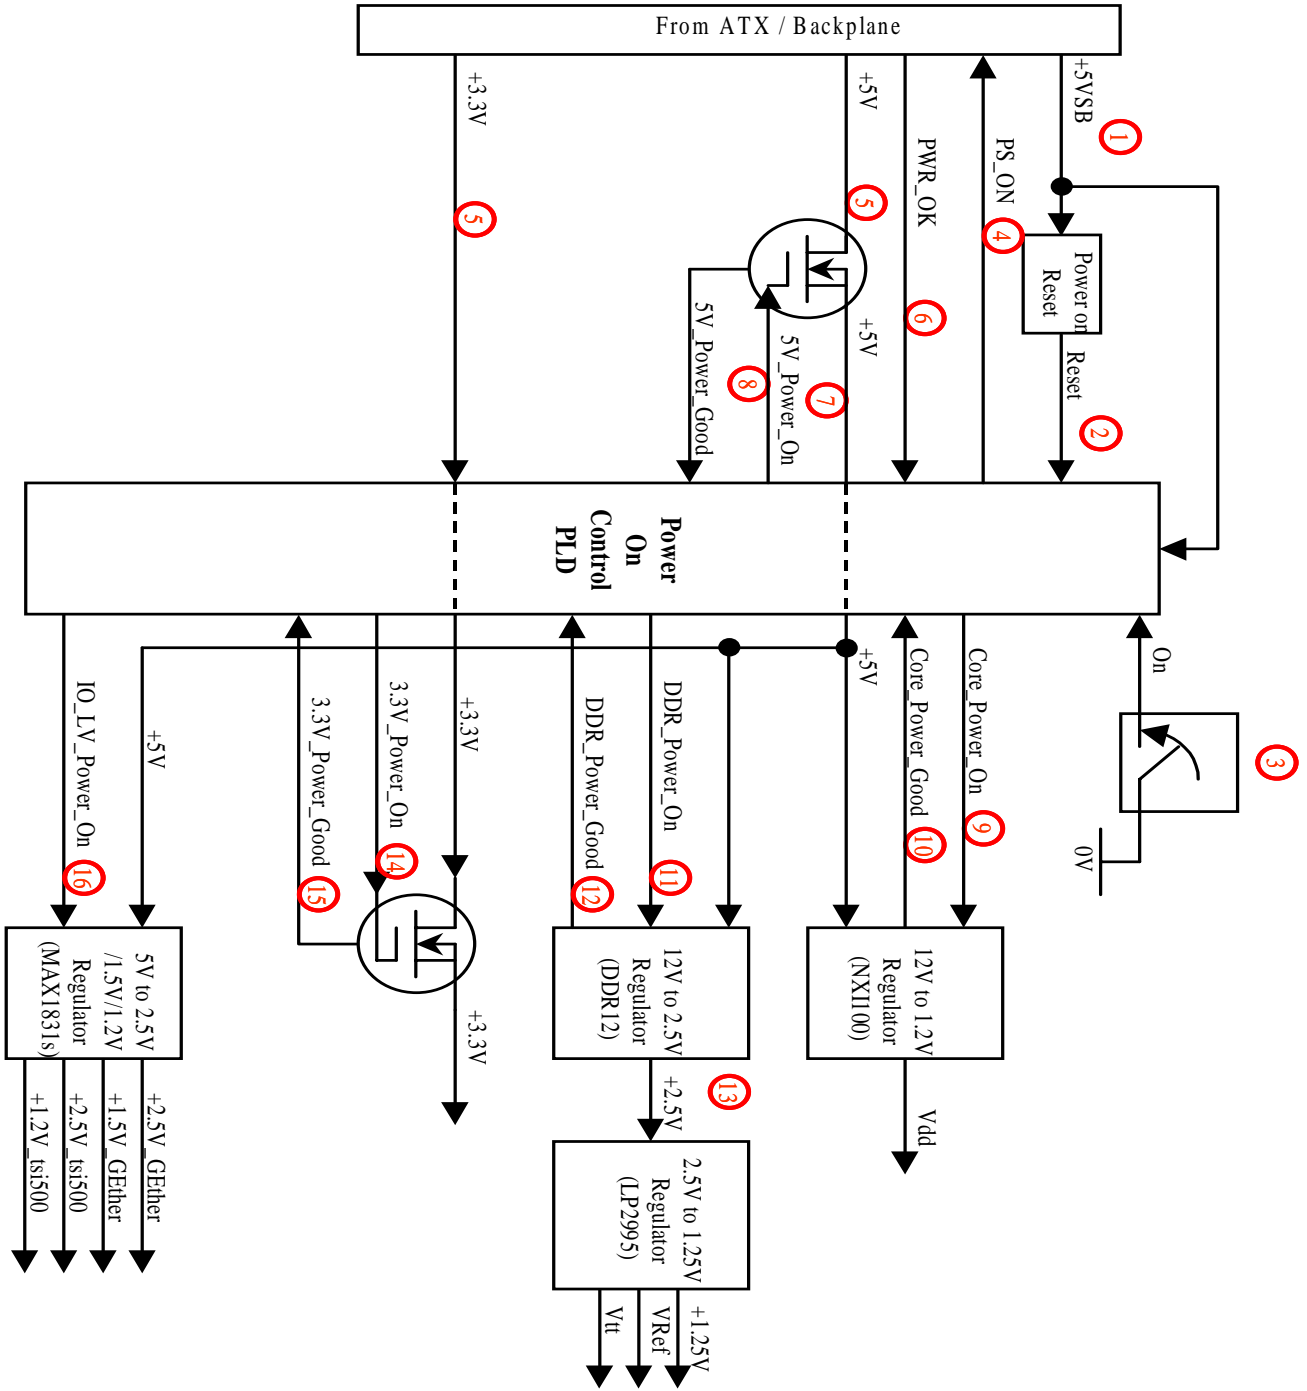 From ATX / Backplane
+3.3V
+5V
PWR_OK
PS_ON
+5VSB
1
5
5
6
4
Power on
Reset
+5V
5V_Power_Good
5V_Power_On
8
7
Reset
2
Power
On
Control
PLD
IO_LV_Power_On
16
+5V
3.3V_Power_Good
15
3.3V_Power_On
14
+3.3V
DDR_Power_Good
12
DDR_Power_On
11
+5V
Core_Power_Good
10
Core_Power_On
9
On
3
0V
5V to 2.5V
/1.5V/1.2V
Regulator
(MAX1831s)
+3.3V
12V to 2.5V
Regulator
(DDR12)
12V to 1.2V
Regulator
(NXI100)
+1.2V_tsi500
+2.5V_tsi500
+1.5V_GEther
+2.5V_GEther
+2.5V
13
Vdd
2.5V to 1.25V
Regulator
(LP2995)
Vtt
VRef
+1.25V